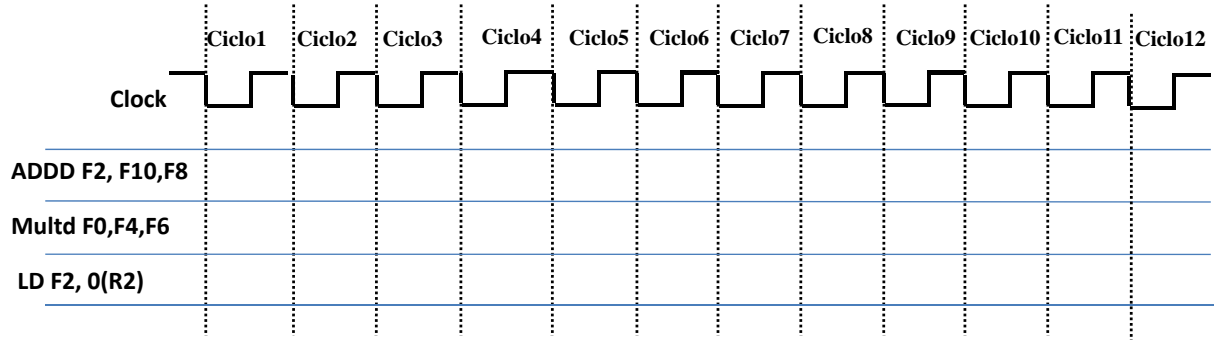 Ciclo1 Ciclo2 Ciclo3 Ciclo4 Ciclo5 Ciclo6 Ciclo7 Ciclo8 Ciclo9 Ciclo10 Ciclo11 Ciclo12
Clock
ADDD F2, F10,F8
Multd F0,F4,F6
LD F2, 0(R2)